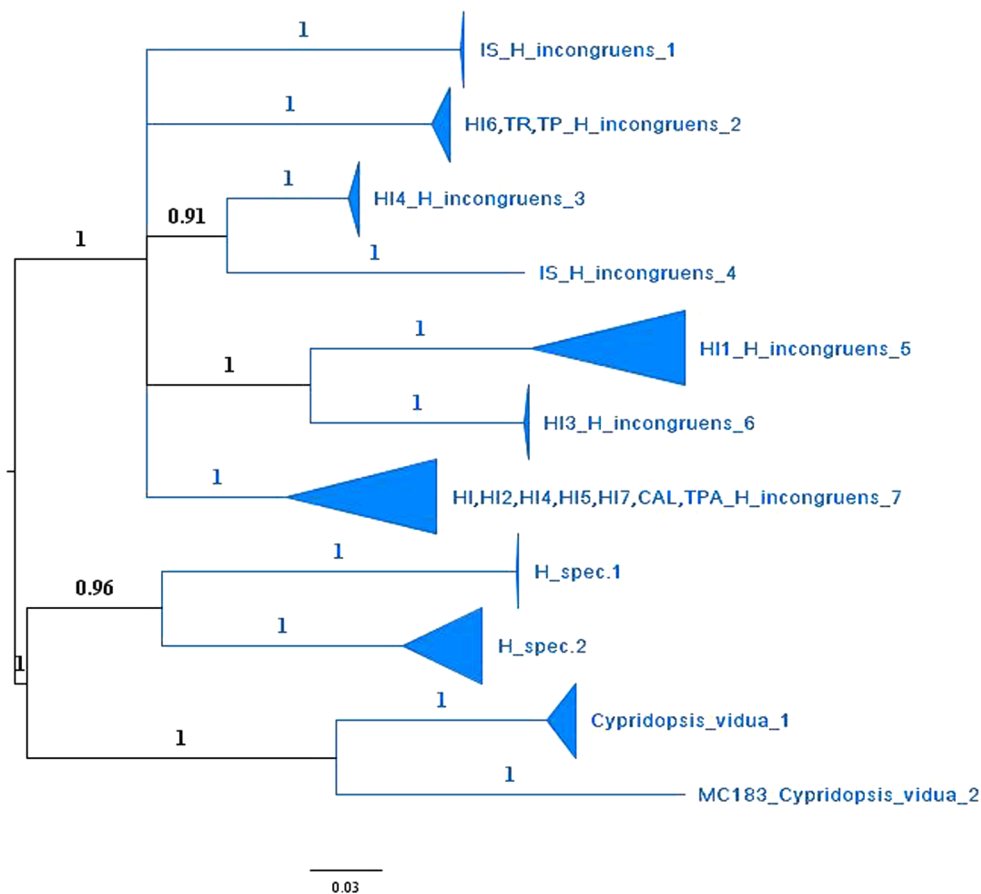 1
IS_H_incongruens_1
1
HI6,TR,TP_H_incongruens_2
1
HI4_H_incongruens_3
0.91
1
1
IS_H_incongruens_4
1
HI1_H_incongruens_5
1
1
HI3_H_incongruens_6
1
HI,HI2,HI4,HI5,HI7,CAL,TPA_H_incongruens_7
1
H_spec.1
0.96
1
H_spec.2
1
1
Cypridopsis_vidua_1
1
1
MC183_Cypridopsis_vidua_2
0.03